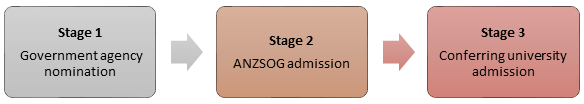 Stage 1
Government agency
nomination
Stage 2
ANZSOG admission
Stage 3
Conferring university
admission